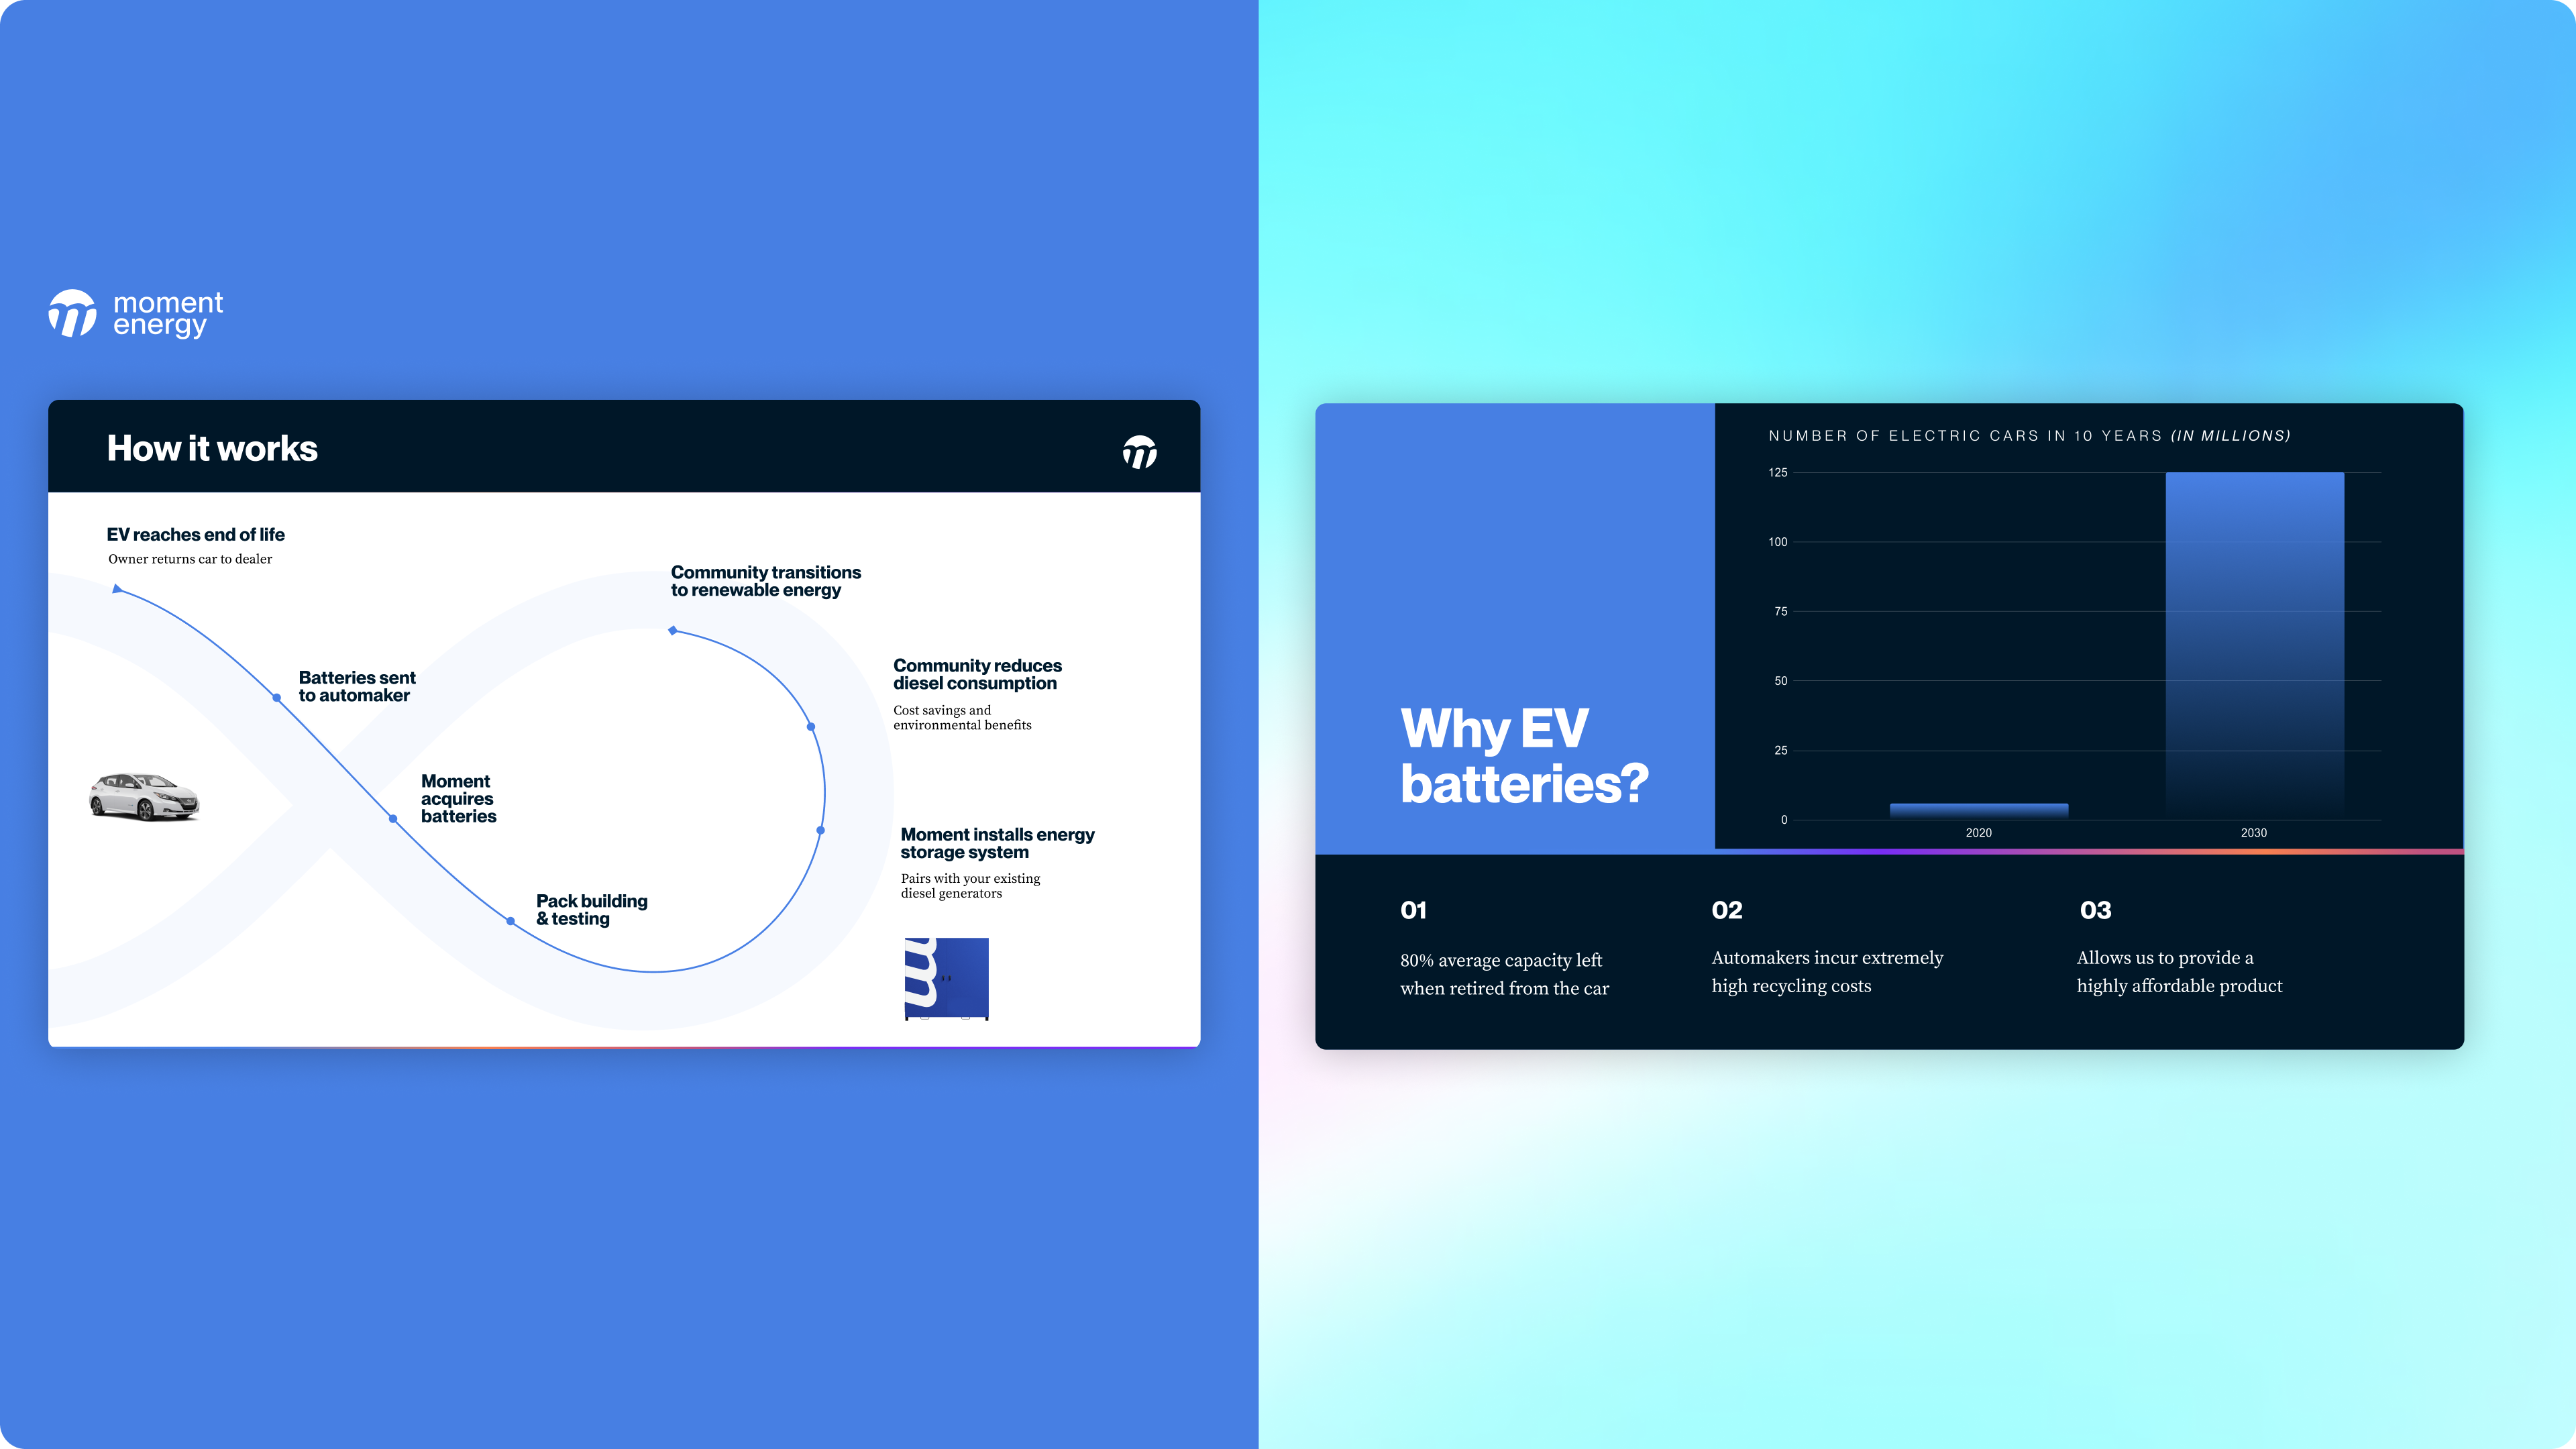 moment
energy
How it works
EV reaches end of life
Owner returns car to dealer
Batteries sent
to automaker
Moment
acquires
batteries
Pack building
& testing
Community transitions
to renewable energy
Community reduces
diesel consumption
Cost savings and
environmental benefits
Moment installs energy
storage system
Pairs with your existing
diesel generators
m
Why EV
batteries?
NUMBER OF ELECTRIC CARS IN 10 YEARS (IN MILLIONS)
125
100
75
50
25
0
2020
2030
01
80% average capacity left
when retired from the car
02
Automakers incur extremely
high recycling costs
03
Allows us to provide a
highly affordable product